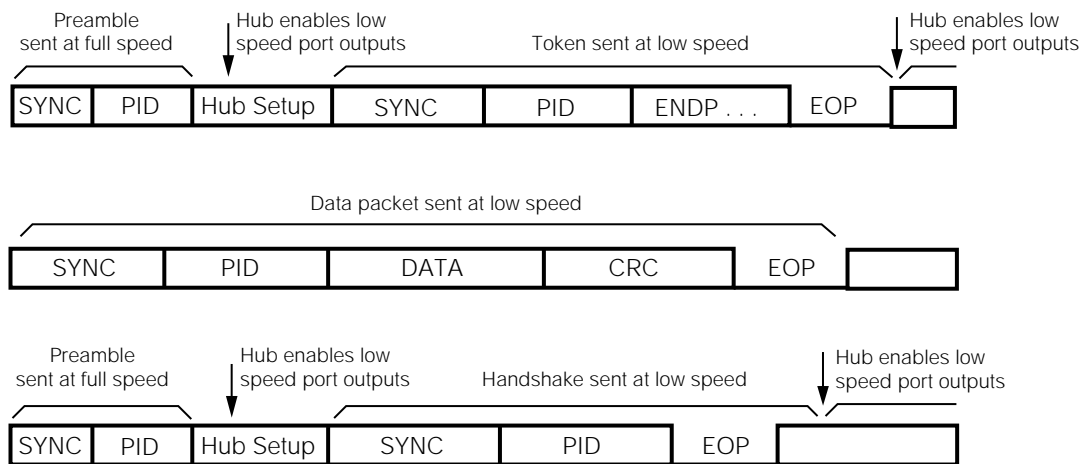 Preamble
sent at full speed
Hub enables low
speed port outputs
Token sent at low speed
Hub enables low
speed port outputs
SYNC PID Hub Setup SYNC PID ENDP . . . EOP
Data packet sent at low speed
SYNC PID DATA CRC EOP
Preamble
sent at full speed
Hub enables low
speed port outputs
Handshake sent at low speed
Hub enables low
speed port outputs
SYNC PID Hub Setup SYNC PID EOP